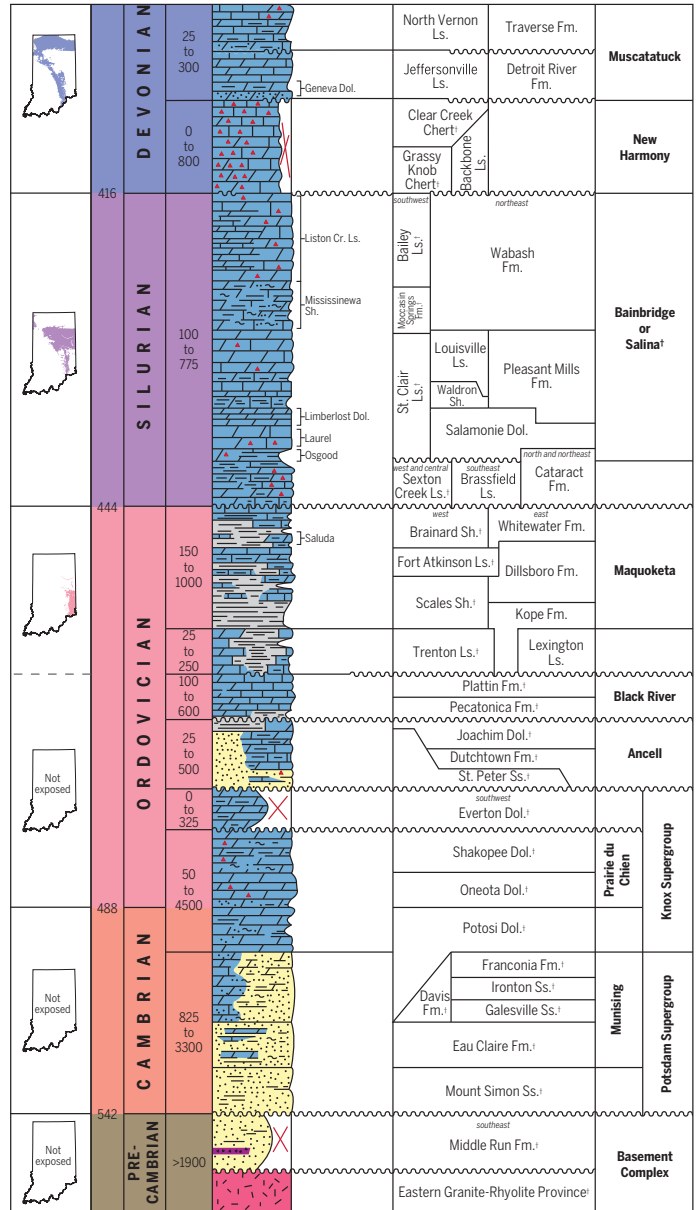 DEVONIAN
25
to
300
Geneva Dol.
North Vernon
Ls.
Traverse Fm.
Jeffersonville
Ls.
Detroit River
Fm.
Muscatatuck
0
to
800
Clear Creek
Chert†
Grassy
Knob
Chert†
Backbone
Ls.
New
Harmony
416
SILURIAN
100
to
775
Liston Cr. Ls.
Mississinewa
Sh.
Limberlost Dol.
Laurel
Osgood
southwest
northeast
Bailey
Ls.†
Wabash
Fm.
Moccasin
Springs
Fm.†
St. Clair
Ls.†
Louisville
Ls.
Waldron
Sh.
Pleasant Mills
Fm.
Salamonie Dol.
Bainbridge
or
Salina†
west and central
Sexton
Creek Ls.†
southeast
Brassfield
Ls.
north and northeast
Cataract
Fm.
444
ORDOVICIAN
150
to
1000
Saluda
west
east
Brainard Sh.†
Whitewater Fm.
Fort Atkinson Ls.†
Dillsboro Fm.
Scales Sh.†
Kope Fm.
Maquoketa
25
to
250
Trenton Ls.†
Lexington
Ls.
100
to
600
Plattin Fm.†
Pecatonica Fm.†
Black River
Not
exposed
25
to
500
Joachim Dol.†
Dutchtown Fm.†
St. Peter Ss.†
Ancell
0
to
325
southwest
Everton Dol.†
50
to
4500
Shakopee Dol.†
Oneota Dol.†
Prairie du
Chien
Knox Supergroup
488
CAMBRIAN
Potosi Dol.†
Not
exposed
825
to
3300
Davis
Fm.†
Franconia Fm.†
Ironton Ss.†
Galesville Ss.†
Eau Claire Fm.†
Mount Simon Ss.†
Munising
Potsdam Supergroup
542
PRE-
CAMBRIAN
Not
exposed
>1900
southeast
Middle Run Fm.†
Eastern Granite-Rhyolite Province†
Basement
Complex